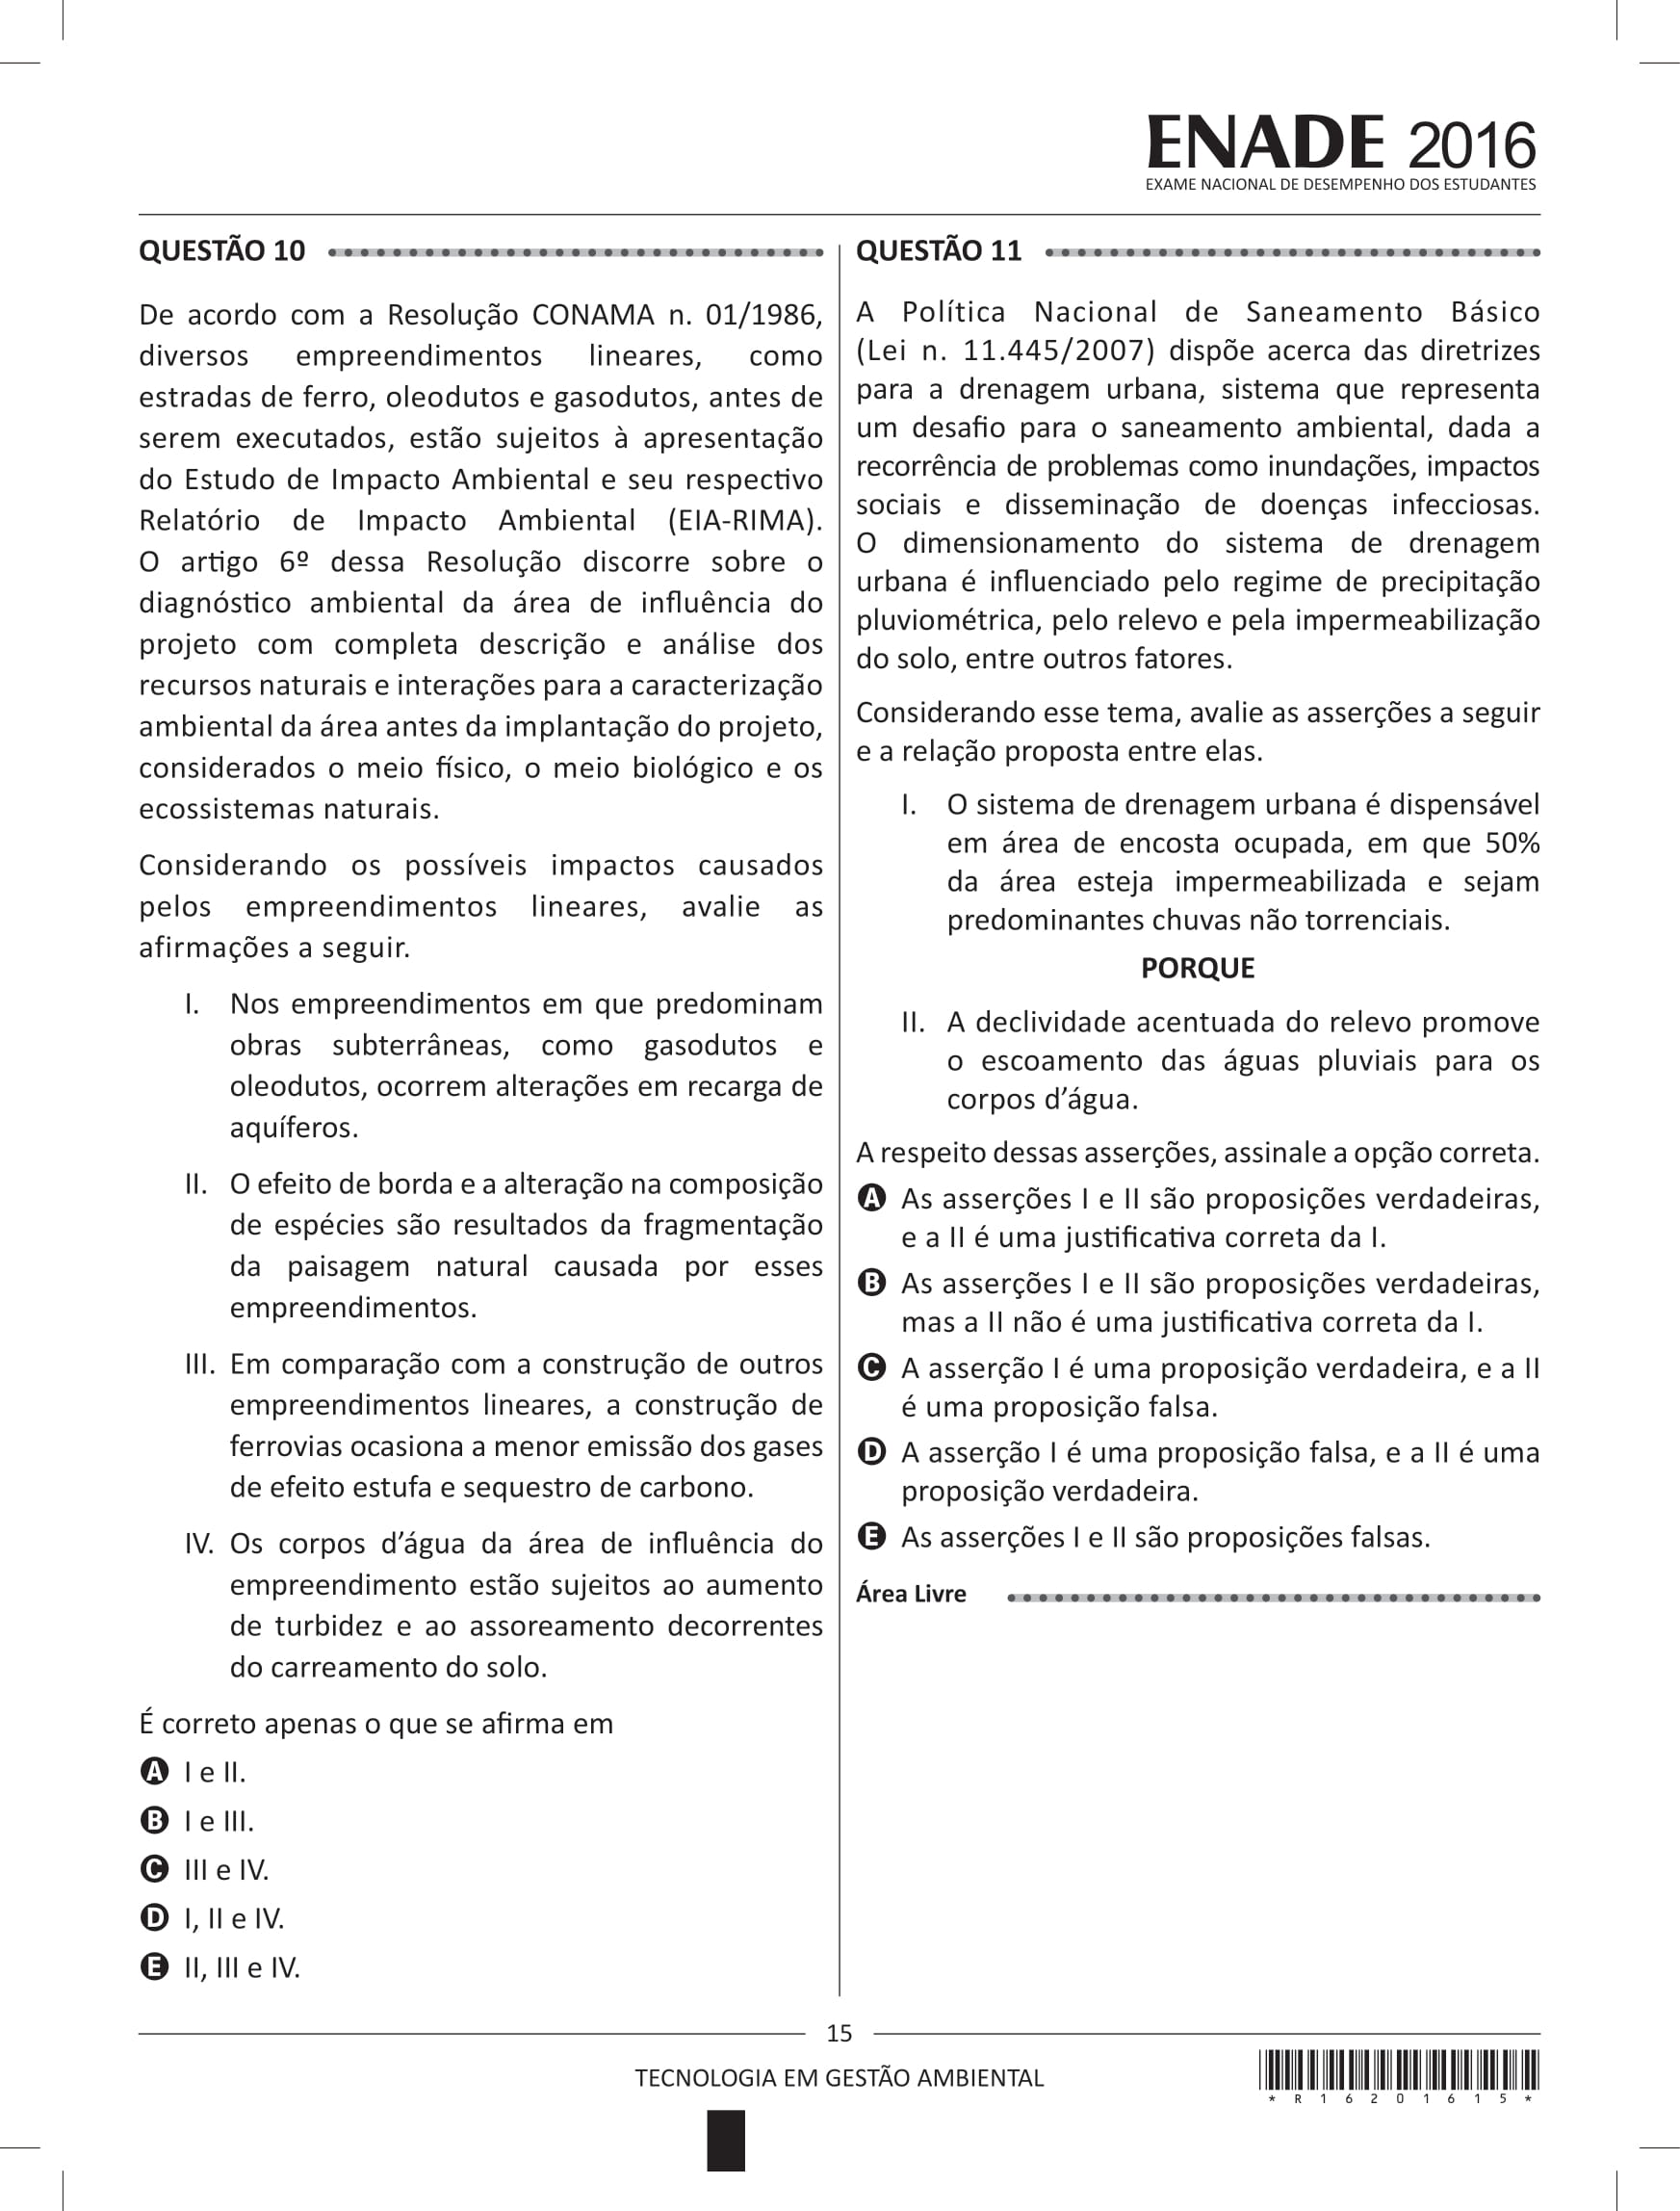 ENADE 2016
EXAME NACIONAL DE DESEMPENHO DOS ESTUDANTES
QUESTÃO 10
De acordo com a Resolução CONAMA n. 01/1986,
diversos empreendimentos lineares, como
estradas de ferro, oleodutos e gasodutos, antes de
serem executados, estão sujeitos à apresentação
do Estudo de Impacto Ambiental e seu respectivo
Relatório de Impacto Ambiental (EIA-RIMA).
O artigo 6º dessa Resolução discorre sobre o
diagnóstico ambiental da área de influência do
projeto com completa descrição e análise dos
recursos naturais e interações para a caracterização
ambiental da área antes da implantação do projeto,
considerados o meio físico, o meio biológico e os
ecossistemas naturais.
Considerando os possíveis impactos causados
pelos empreendimentos lineares, avalie as
afirmações a seguir.
I. Nos empreendimentos em que predominam
obras subterrâneas, como gasodutos e
oleodutos, ocorrem alterações em recarga de
aquíferos.
II. O efeito de borda e a alteração na composição
de espécies são resultados da fragmentação
da paisagem natural causada por esses
empreendimentos.
III. Em comparação com a construção de outros
empreendimentos lineares, a construção de
ferrovias ocasiona a menor emissão dos gases
de efeito estufa e sequestro de carbono.
IV. Os corpos d’água da área de influência do
empreendimento estão sujeitos ao aumento
de turbidez e ao assoreamento decorrentes
do carreamento do solo.
É correto apenas o que se afirma em
A I e II.
B I e III.
C III e IV.
D I, II e IV.
E II, III e IV.
QUESTÃO 11
A Política Nacional de Saneamento Básico
(Lei n. 11.445/2007) dispõe acerca das diretrizes
para a drenagem urbana, sistema que representa
um desafio para o saneamento ambiental, dada a
recorrência de problemas como inundações, impactos
sociais e disseminação de doenças infecciosas.
O dimensionamento do sistema de drenagem
urbana é influenciado pelo regime de precipitação
pluviométrica, pelo relevo e pela impermeabilização
do solo, entre outros fatores.
Considerando esse tema, avalie as asserções a seguir
e a relação proposta entre elas.
I. O sistema de drenagem urbana é dispensável
em área de encosta ocupada, em que 50%
da área esteja impermeabilizada e sejam
predominantes chuvas não torrenciais.
PORQUE
II. A declividade acentuada do relevo promove
o escoamento das águas pluviais para os
corpos d’água.
A respeito dessas asserções, assinale a opção correta.
A As asserções I e II são proposições verdadeiras,
e a II é uma justificativa correta da I.
B As asserções I e II são proposições verdadeiras,
mas a II não é uma justificativa correta da I.
C A asserção I é uma proposição verdadeira, e a II
é uma proposição falsa.
D A asserção I é uma proposição falsa, e a II é uma
proposição verdadeira.
E As asserções I e II são proposições falsas.
Área Livre
15
TECNOLOGIA EM GESTÃO AMBIENTAL
* R 1 6 2 0 1 6 1 5 *